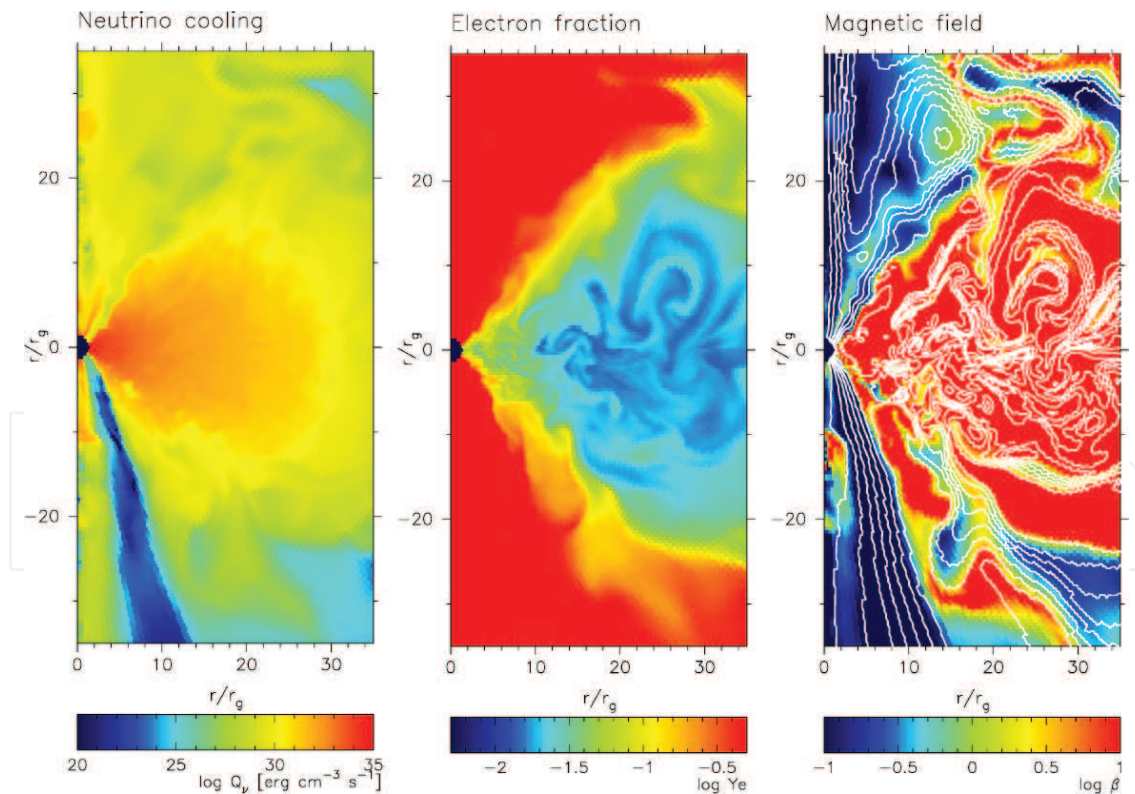 Neutrino cooling
Electron fraction
Magnetic field
20
0
−20
r/r_g
0 10 20 30
r/r_g
20 25 30 35
log Q_ν [erg cm⁻³ s⁻¹]
20
0
−20
r/r_g
0 10 20 30
r/r_g
−2 −1.5 −1 −0.5
log Ye
20
0
−20
r/r_g
0 10 20 30
r/r_g
−1 −0.5 0 0.5 1
log β